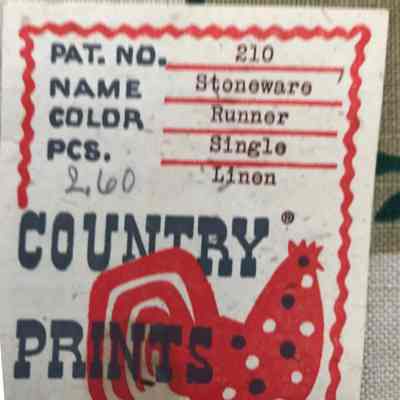 PAT. NO. 210
NAME Stoneware
COLOR Runner
PCS. Single
2.60 Linen
COUNTRY ®
PRINTS